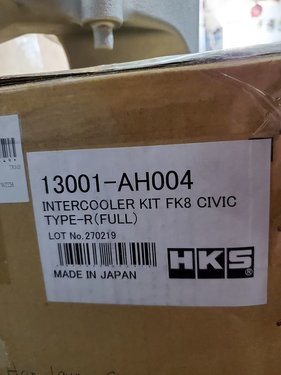 13001-AH004
INTERCOOLER KIT FK8 CIVIC
TYPE-R(FULL)
LOT No.270219
MADE IN JAPAN
HKS